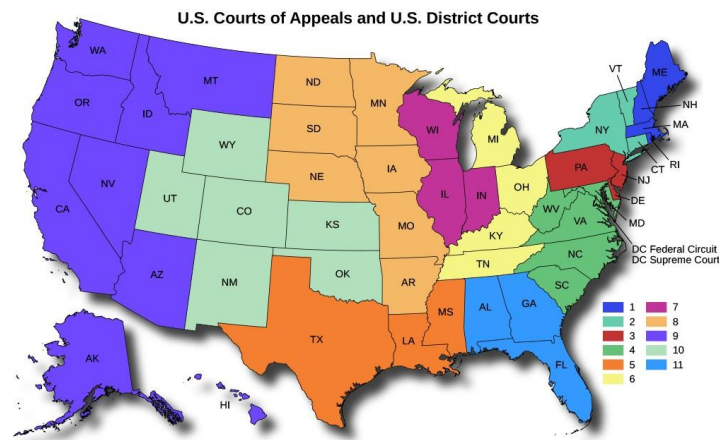 U.S. Courts of Appeals and U.S. District Courts
WA
MT
ND
MN
VT
ME
OR
ID
SD
WI
MI
NY
NH
MA
WY
IA
PA
RI
CT
NJ
NV
UT
NE
IL
IN
OH
DE
CA
CO
KS
MO
WV
VA
MD
KY
DC Federal Circuit
DC Supreme Court
AZ
NM
OK
AR
TN
NC
SC
TX
LA
MS
AL
GA
FL
AK
HI
1
2
3
4
5
6
7
8
9
10
11